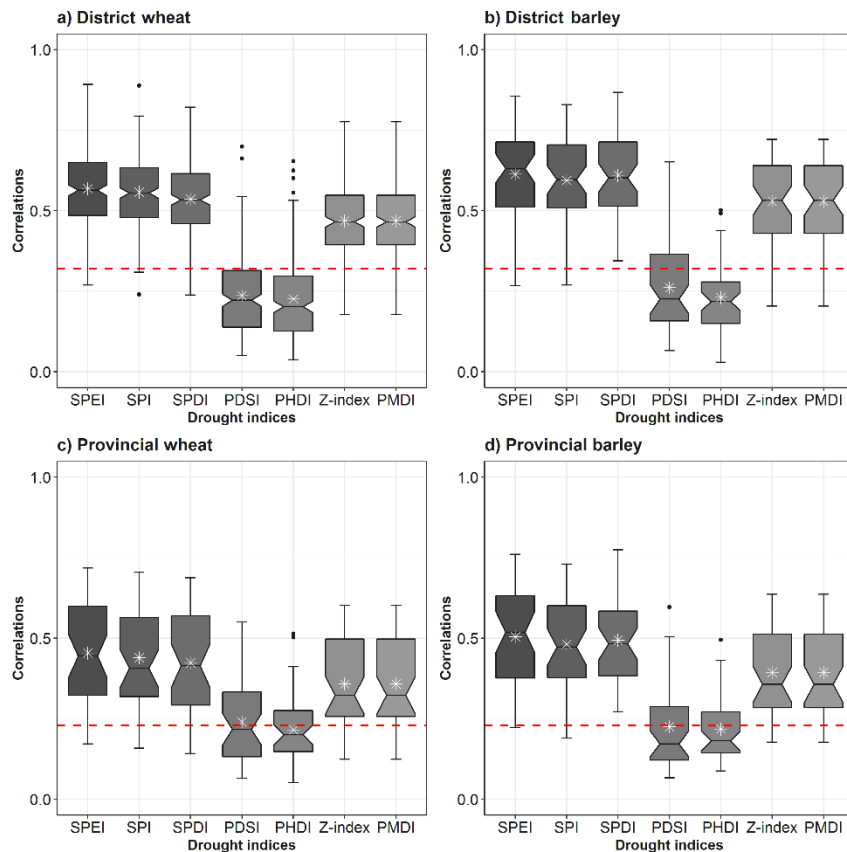 a) District wheat
b) District barley
1.0
0.5
0.0
Correlations
SPEI SPI SPDI PDSI PHDI Z-index PMDI
Drought indices
1.0
0.5
0.0
Correlations
SPEI SPI SPDI PDSI PHDI Z-index PMDI
Drought indices
c) Provincial wheat
d) Provincial barley
1.0
0.5
0.0
Correlations
SPEI SPI SPDI PDSI PHDI Z-index PMDI
Drought indices
1.0
0.5
0.0
Correlations
SPEI SPI SPDI PDSI PHDI Z-index PMDI
Drought indices